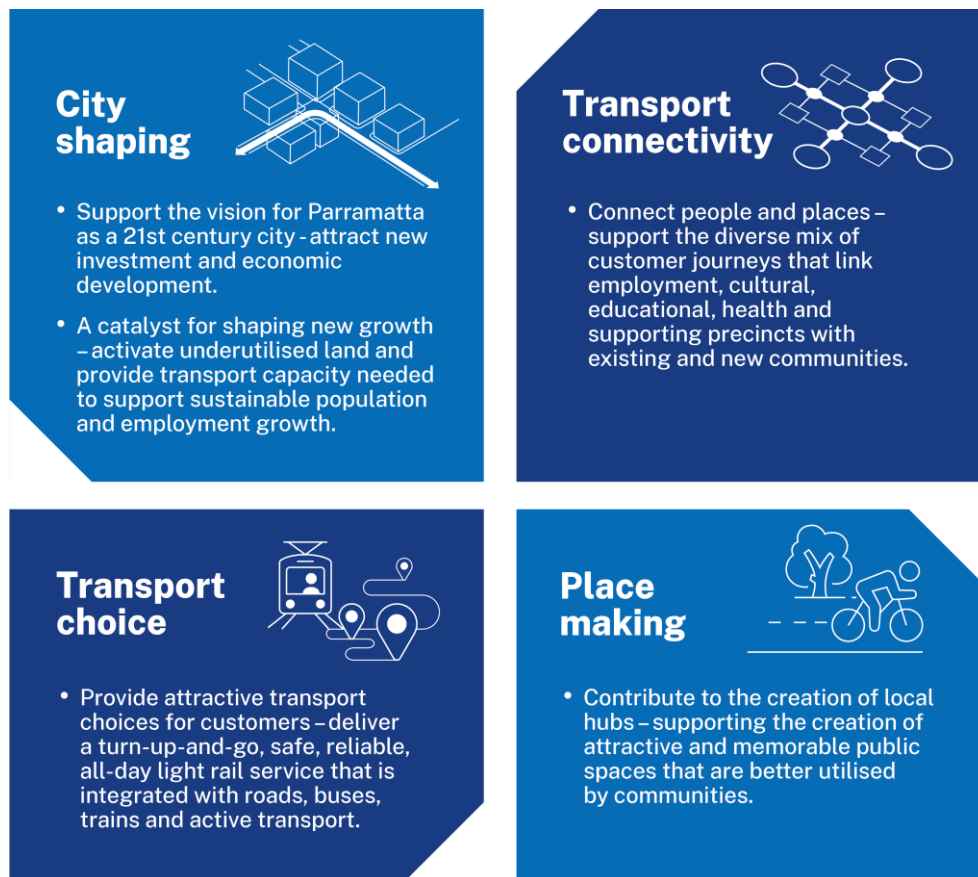 City
shaping
• Support the vision for Parramatta
as a 21st century city - attract new
investment and economic
development.
• A catalyst for shaping new growth
– activate underutilised land and
provide transport capacity needed
to support sustainable population
and employment growth.
Transport
connectivity
• Connect people and places –
support the diverse mix of
customer journeys that link
employment, cultural,
educational, health and
supporting precincts with
existing and new communities.
Transport
choice
• Provide attractive transport
choices for customers – deliver
a turn-up-and-go, safe, reliable,
all-day light rail service that is
integrated with roads, buses,
trains and active transport.
Place
making
• Contribute to the creation of local
hubs – supporting the creation of
attractive and memorable public
spaces that are better utilised
by communities.